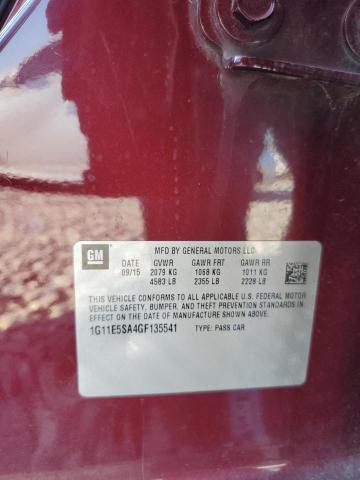 GM
MFD BY GENERAL MOTORS LLC
DATE GVWR GAWR FRT GAWR RR
09/15 2079 KG 1068 KG 1011 KG
4583 LB 2355 LB 2228 LB
THIS VEHICLE CONFORMS TO ALL APPLICABLE U.S. FEDERAL MOTOR
VEHICLE SAFETY, BUMPER, AND THEFT PREVENTION STANDARDS IN
EFFECT ON THE DATE OF MANUFACTURE SHOWN ABOVE.
1G11E5SA4GF135541 TYPE: PASS CAR